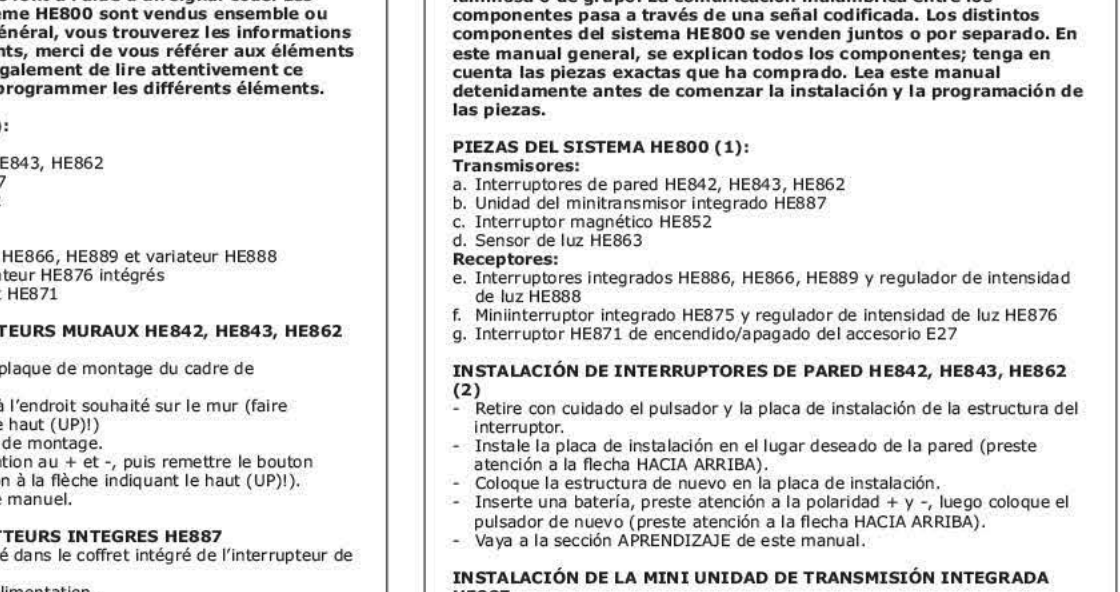 ème HE800 sont vendus ensemble ou
énéral, vous trouverez les informations
nts, merci de vous référer aux éléments
galement de lire attentivement ce
programmer les différents éléments.
):
E843, HE862
7
HE866, HE889 et variateur HE888
ateur HE876 intégrés
t HE871
TEURS MURAUX HE842, HE843, HE862
plaque de montage du cadre de
à l'endroit souhaité sur le mur (faire
e haut (UP)!)
de montage.
ution au + et -, puis remettre le bouton
n à la flèche indiquant le haut (UP)!).
e manuel.
TTEURS INTEGRES HE887
é dans le coffret intégré de l'interrupteur de
limentation
luminosa o de grupo. La comunicación inalámbrica entre los
componentes pasa a través de una señal codificada. Los distintos
componentes del sistema HE800 se venden juntos o por separado. En
este manual general, se explican todos los componentes; tenga en
cuenta las piezas exactas que ha comprado. Lea este manual
detenidamente antes de comenzar la instalación y la programación de
las piezas.
PIEZAS DEL SISTEMA HE800 (1):
Transmisores:
a. Interruptores de pared HE842, HE843, HE862
b. Unidad del minitransmisor integrado HE887
c. Interruptor magnético HE852
d. Sensor de luz HE863
Receptores:
e. Interruptores integrados HE886, HE866, HE889 y regulador de intensidad
de luz HE888
f. Miniinterruptor integrado HE875 y regulador de intensidad de luz HE876
g. Interruptor HE871 de encendido/apagado del accesorio E27
INSTALACIÓN DE INTERRUPTORES DE PARED HE842, HE843, HE862
(2)
- Retire con cuidado el pulsador y la placa de instalación de la estructura del
interruptor.
- Instale la placa de instalación en el lugar deseado de la pared (preste
atención a la flecha HACIA ARRIBA).
- Coloque la estructura de nuevo en la placa de instalación.
- Inserte una batería, preste atención a la polaridad + y -, luego coloque el
pulsador de nuevo (preste atención a la flecha HACIA ARRIBA).
- Vaya a la sección APRENDIZAJE de este manual.
INSTALACIÓN DE LA MINI UNIDAD DE TRANSMISIÓN INTEGRADA